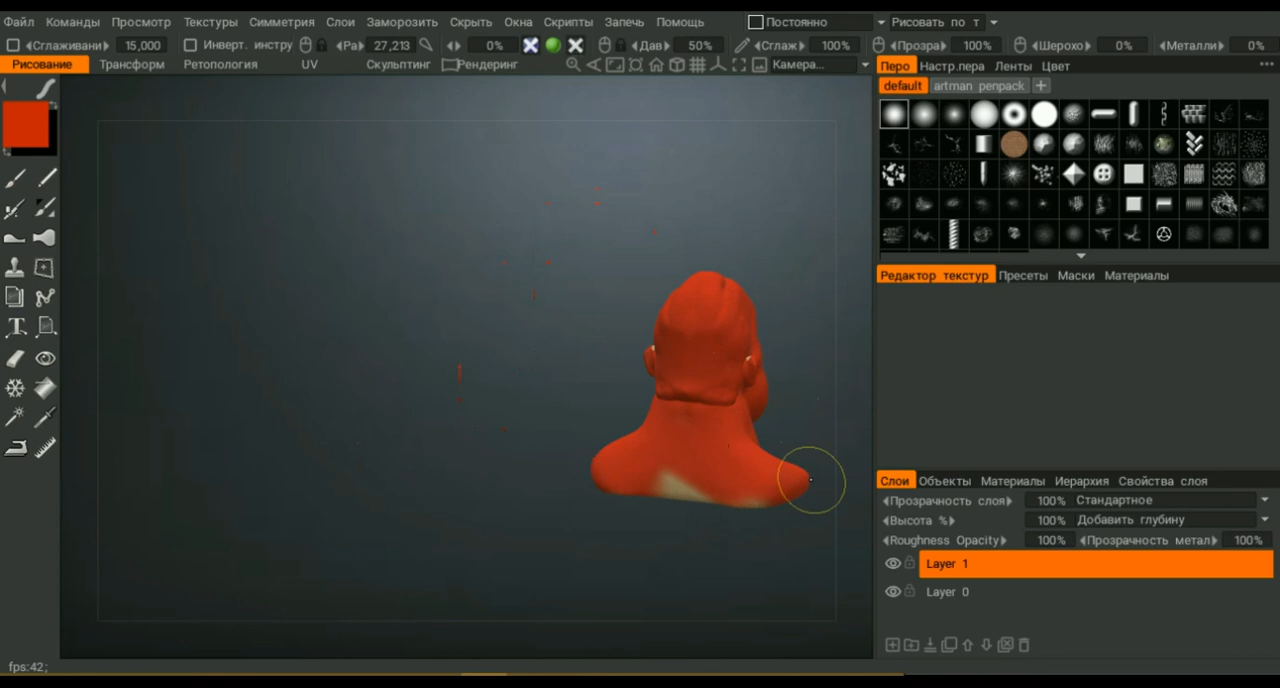 Файл Команды Просмотр Текстуры Симметрия Слои Заморозить Скрыть Окна Скрипты Запечь Помощь Постоянно Рисовать по т
Сглаживани 15,000 Инверт. инстру Ра 27,213 0% Дав 50% Сглаж 100% Прозра 100% Шерохо 0% Металли 0%
Рисование Трансформ Ретопология UV Скульптинг Рендеринг Камера...
Перо Настр.пера Ленты Цвет
default artman penpack
Редактор текстур Пресеты Маски Материалы
Слои Объекты Материалы Иерархия Свойства слоя
Прозрачность слоя 100% Стандартное
Высота % 100% Добавить глубину
Roughness Opacity 100% Прозрачность метал 100%
Layer 1
Layer 0
fps:42;